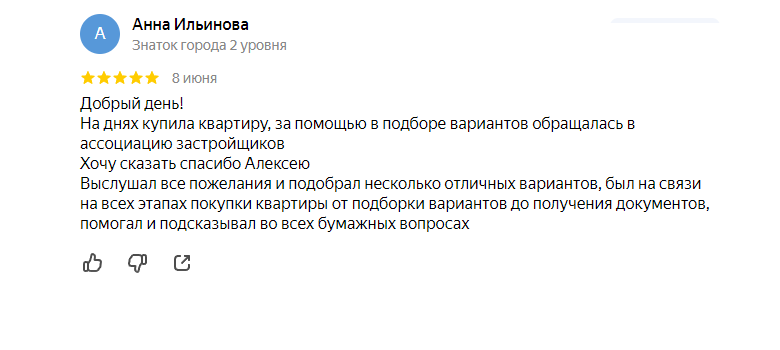 А
Анна Ильинова
Знаток города 2 уровня
8 июня
Добрый день!
На днях купила квартиру, за помощью в подборе вариантов обращалась в
ассоциацию застройщиков
Хочу сказать спасибо Алексею
Выслушал все пожелания и подобрал несколько отличных вариантов, был на связи
на всех этапах покупки квартиры от подборки вариантов до получения документов,
помогал и подсказывал во всех бумажных вопросах